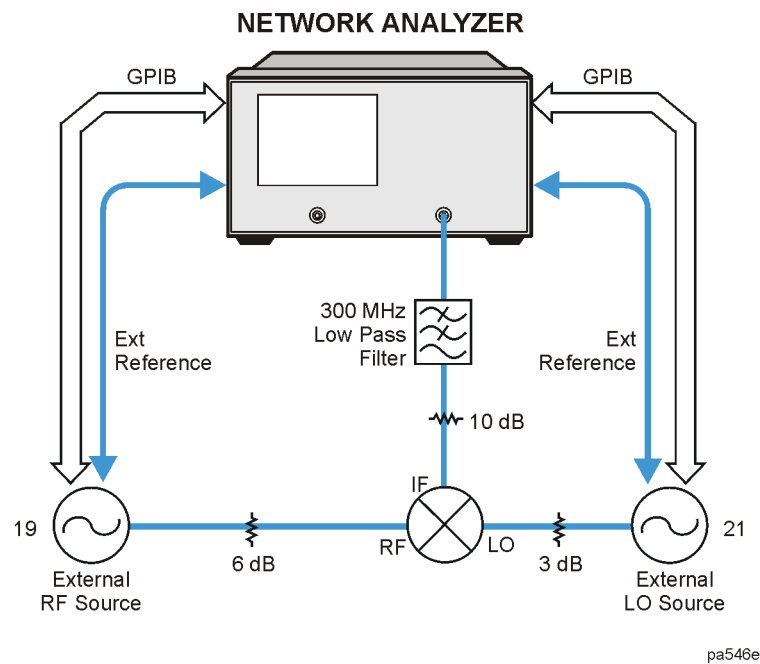 NETWORK ANALYZER
GPIB
GPIB
300 MHz
Low Pass
Filter
Ext
Reference
Ext
Reference
10 dB
IF
RF
LO
19
21
6 dB
3 dB
External
RF Source
External
LO Source
pa546e